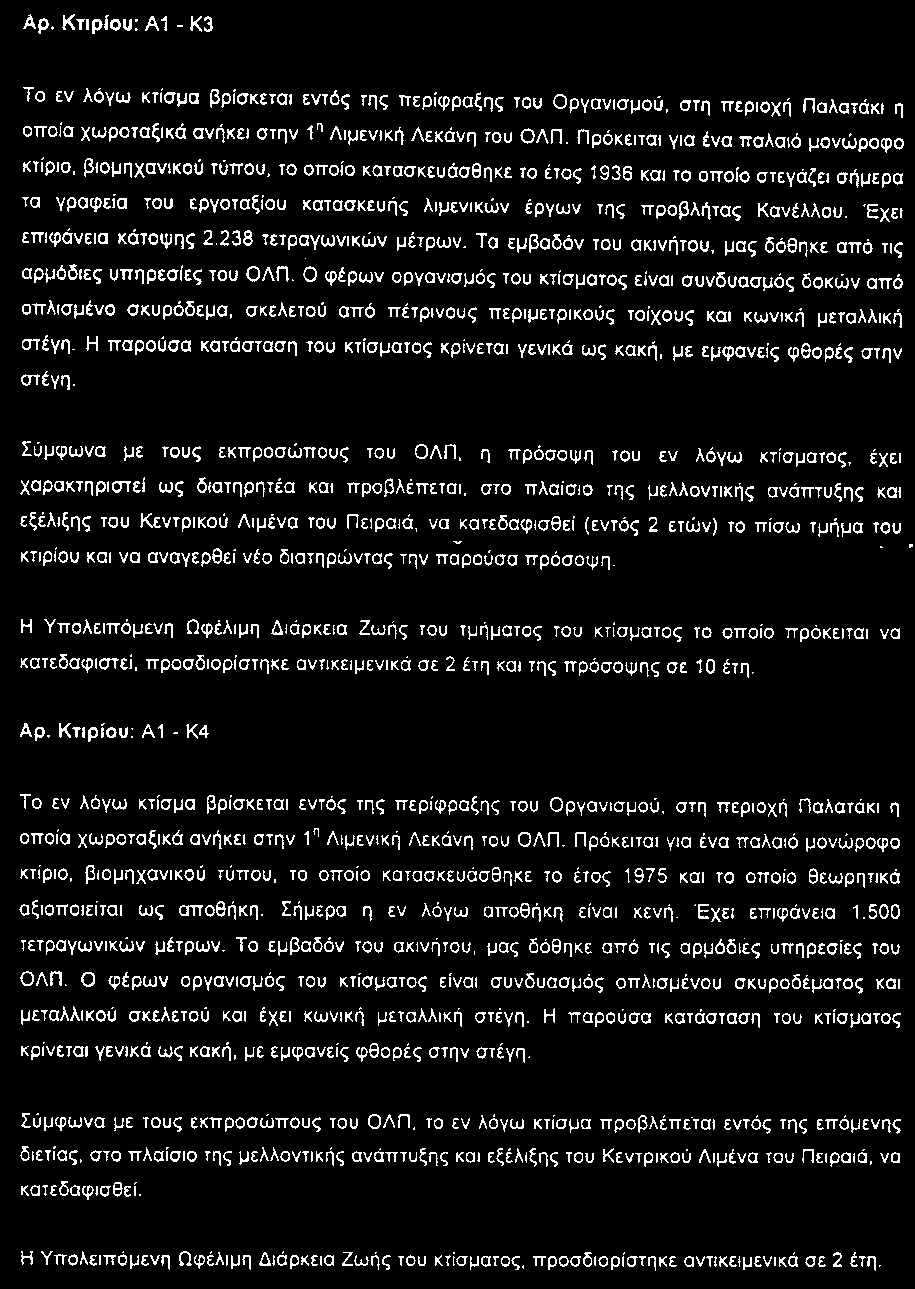 Αρ. Κτιρίου: Α1 - Κ3
Το εν λόγω κτίσμα βρίσκεται εντός της περίφραξης του Οργανισμού, στη περιοχή Παλατάκι η
οποία χωροταξικά ανήκει στην 1η Λιμενική Λεκάνη του ΟΛΠ. Πρόκειται για ένα παλαιό μονώροφο
κτίριο, βιομηχανικού τύπου, το οποίο κατασκευάσθηκε το έτος 1936 και το οποίο στεγάζει σήμερα
τα γραφεία του εργοταξίου κατασκευής λιμενικών έργων της προβλήτας Κανέλλου. Έχει
επιφάνεια κάτοψης 2.238 τετραγωνικών μέτρων. Τα εμβαδόν του ακινήτου, μας δόθηκε από τις
αρμόδιες υπηρεσίες του ΟΛΠ. Ο φέρων οργανισμός του κτίσματος είναι συνδυασμός δοκών από
οπλισμένο σκυρόδεμα, σκελετού από πέτρινους περιμετρικούς τοίχους και κωνική μεταλλική
στέγη. Η παρούσα κατάσταση του κτίσματος κρίνεται γενικά ως κακή, με εμφανείς φθορές στην
στέγη.
Σύμφωνα με τους εκπροσώπους του ΟΛΠ, η πρόσοψη του εν λόγω κτίσματος, έχει
χαρακτηριστεί ως διατηρητέα και προβλέπεται, στο πλαίσιο της μελλοντικής ανάπτυξης και
εξέλιξης του Κεντρικού Λιμένα του Πειραιά, να κατεδαφισθεί (εντός 2 ετών) το πίσω τμήμα του
κτιρίου και να αναγερθεί νέο διατηρώντας την παρούσα πρόσοψη.
Η Υπολειπόμενη Ωφέλιμη Διάρκεια Ζωής του τμήματος του κτίσματος το οποίο πρόκειται να
κατεδαφιστεί, προσδιορίστηκε αντικειμενικά σε 2 έτη και της πρόσοψης σε 10 έτη.
Αρ. Κτιρίου: Α1 - Κ4
Το εν λόγω κτίσμα βρίσκεται εντός της περίφραξης του Οργανισμού, στη περιοχή Παλατάκι η
οποία χωροταξικά ανήκει στην 1η Λιμενική Λεκάνη του ΟΛΠ. Πρόκειται για ένα παλαιό μονώροφο
κτίριο, βιομηχανικού τύπου, το οποίο κατασκευάσθηκε το έτος 1975 και το οποίο θεωρητικά
αξιοποιείται ως αποθήκη. Σήμερα η εν λόγω αποθήκη είναι κενή. Έχει επιφάνεια 1.500
τετραγωνικών μέτρων. Το εμβαδόν του ακινήτου, μας δόθηκε από τις αρμόδιες υπηρεσίες του
ΟΛΠ. Ο φέρων οργανισμός του κτίσματος είναι συνδυασμός οπλισμένου σκυροδέματος και
μεταλλικού σκελετού και έχει κωνική μεταλλική στέγη. Η παρούσα κατάσταση του κτίσματος
κρίνεται γενικά ως κακή, με εμφανείς φθορές στην στέγη.
Σύμφωνα με τους εκπροσώπους του ΟΛΠ, το εν λόγω κτίσμα προβλέπεται εντός της επόμενης
διετίας, στο πλαίσιο της μελλοντικής ανάπτυξης και εξέλιξης του Κεντρικού Λιμένα του Πειραιά, να
κατεδαφισθεί.
Η Υπολειπόμενη Ωφέλιμη Διάρκεια Ζωής του κτίσματος, προσδιορίστηκε αντικειμενικά σε 2 έτη.